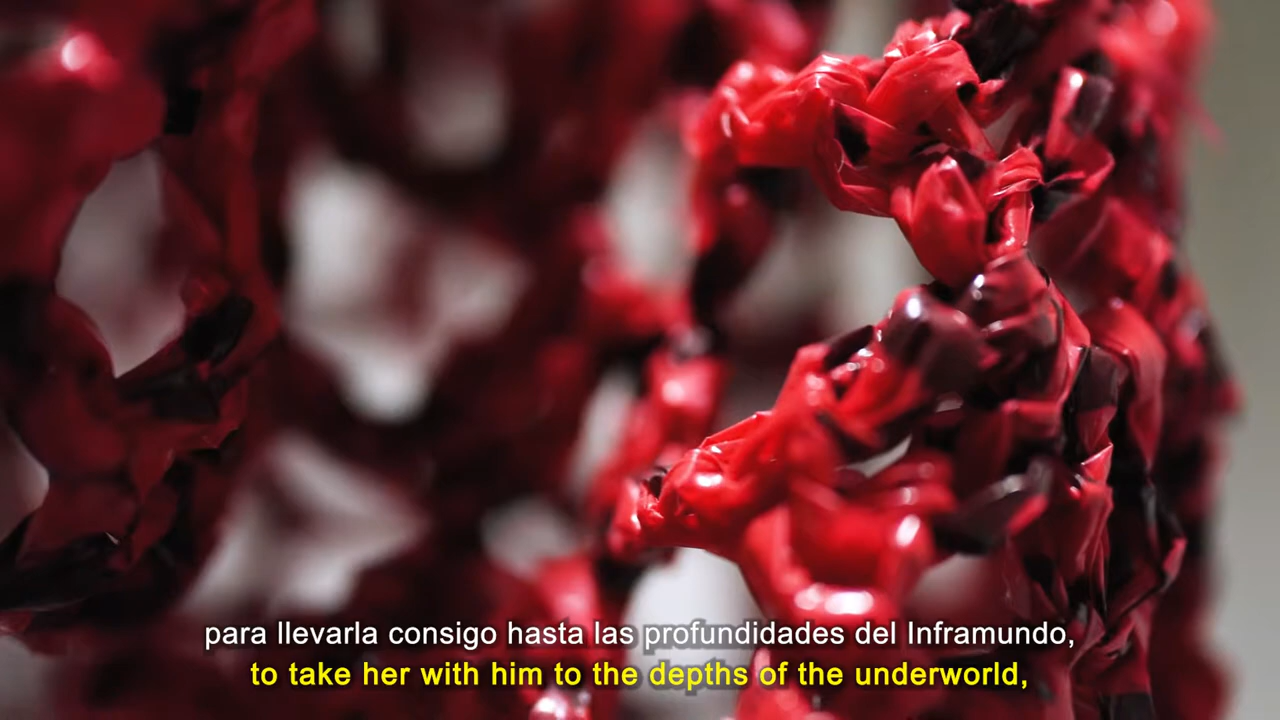 para llevarla consigo hasta las profundidades del Inframundo,
to take her with him to the depths of the underworld,